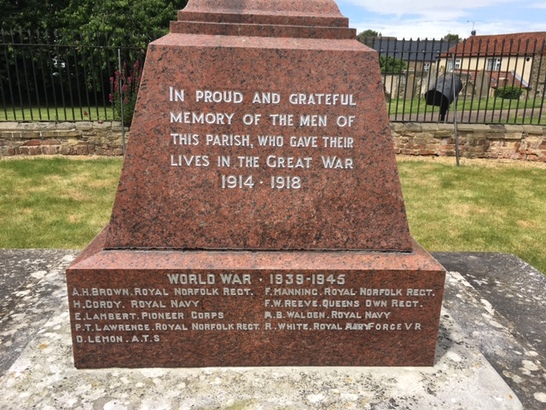 IN PROUD AND GRATEFUL
MEMORY OF THE MEN OF
THIS PARISH, WHO GAVE THEIR
LIVES IN THE GREAT WAR
1914 · 1918
WORLD WAR · 1939-1945
A.H.BROWN, ROYAL NORFOLK REGT.
H.CORDY, ROYAL NAVY
E.LAMBERT, PIONEER CORPS
P.T.LAWRENCE, ROYAL NORFOLK REGT.
D.LEMON, A.T.S
F.MANNING, ROYAL NORFOLK REGT.
F.W.REEVE, QUEENS OWN REGT.
A.B.WALDEN, ROYAL NAVY
R.WHITE, ROYAL FORCE V R